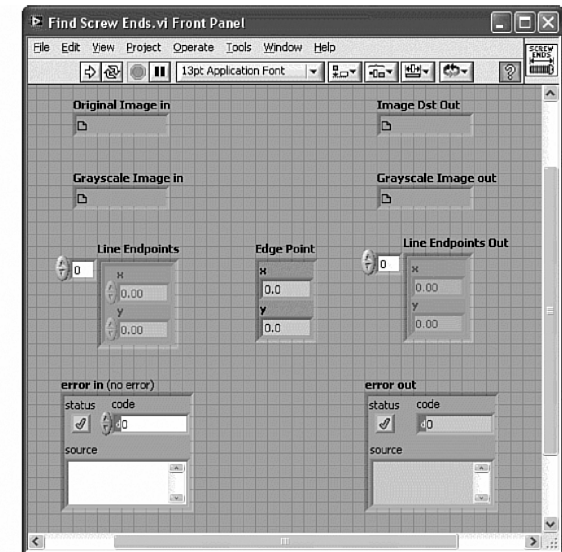 Find Screw Ends.vi Front Panel
File Edit View Project Operate Tools Window Help
SCREW ENDS
13pt Application Font
?
Original Image in
Image Dst Out
Grayscale Image in
Grayscale Image out
Line Endpoints
Edge Point
Line Endpoints Out
0
x
0.00
y
0.00
x
0.0
y
0.0
0
x
0.00
y
0.00
error in (no error)
status code
d0
source
error out
status code
d0
source